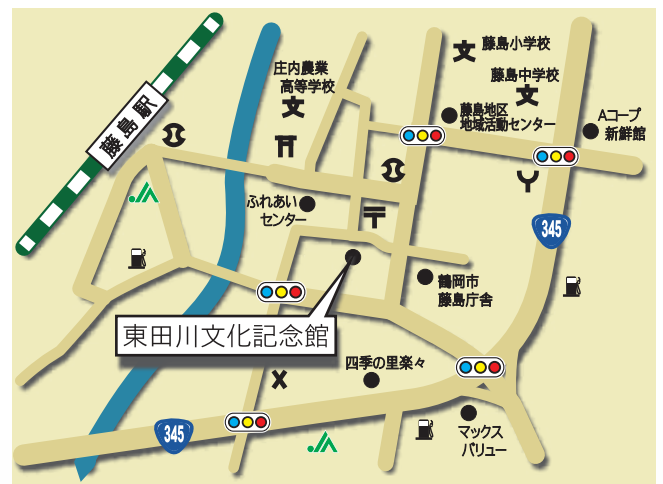 藤島小学校
庄内農業
高等学校
藤島中学校
藤島駅
藤島地区
地域活動センター
Aコープ
新鮮館
JA
ふれあい
センター
345
鶴岡市
藤島庁舎
東田川文化記念館
四季の里楽々
345
マックス
バリュー
JA